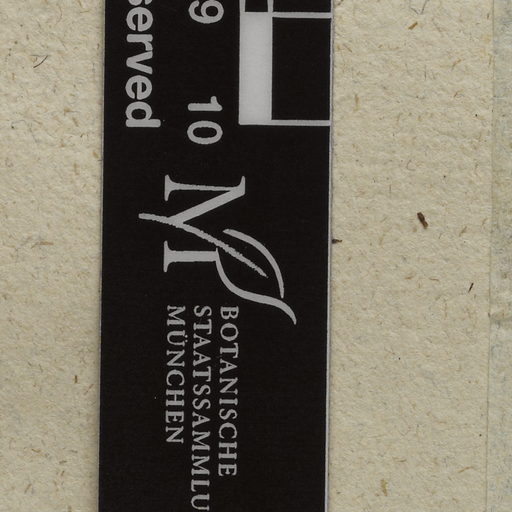 served
9 10
M
BOTANISCHE
STAATSSAMMLU
MÜNCHEN